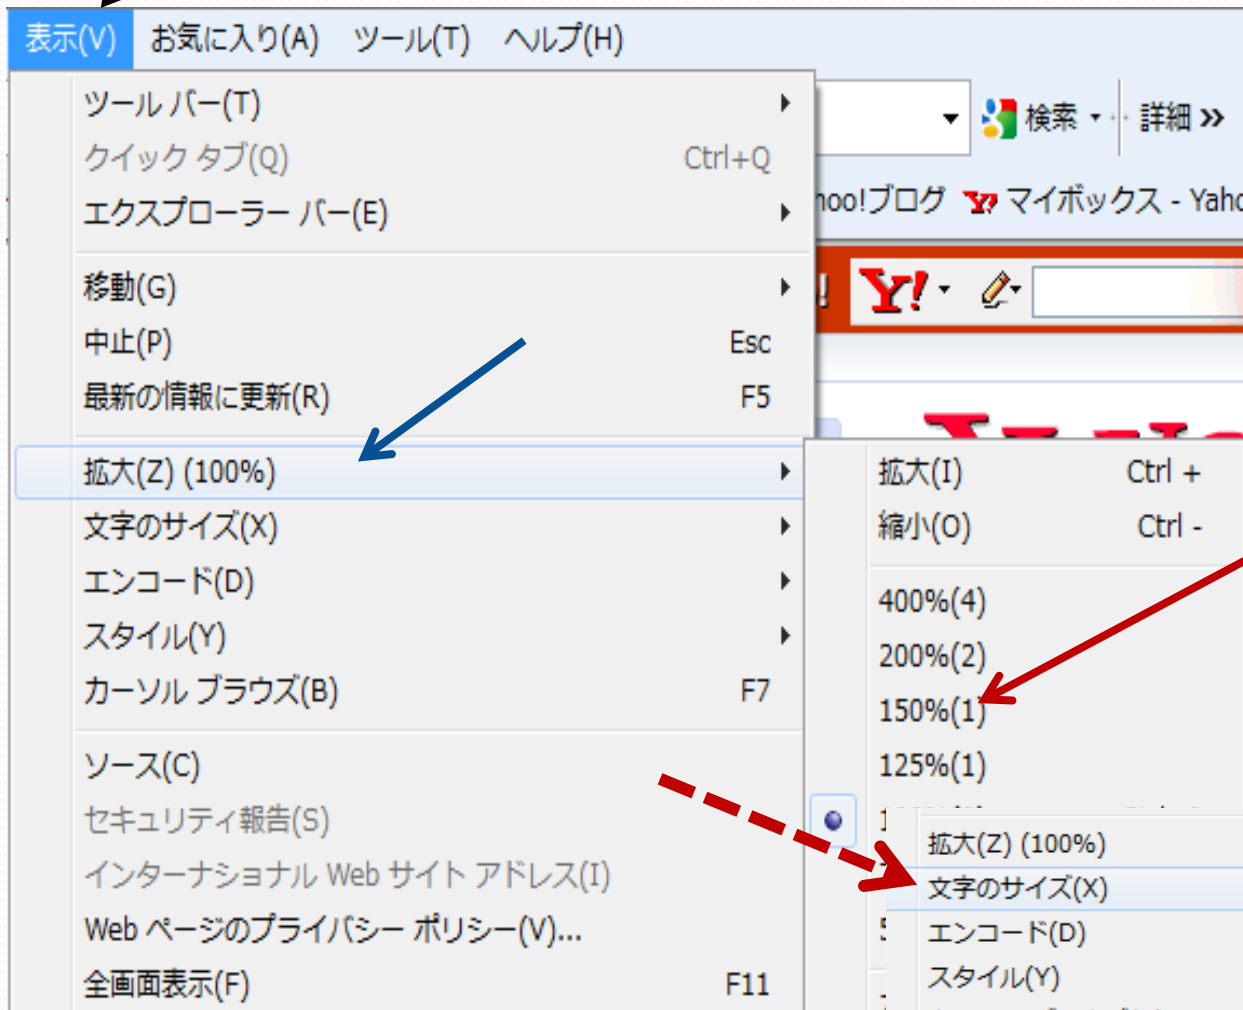 表示(V) お気に入り(A) ツール(T) ヘルプ(H)
ツール バー(T)
クイック タブ(Q) Ctrl+Q
エクスプローラー バー(E)
移動(G)
中止(P) Esc
最新の情報に更新(R) F5
拡大(Z) (100%)
文字のサイズ(X)
エンコード(D)
スタイル(Y)
カーソル ブラウズ(B) F7
ソース(C)
セキュリティ報告(S)
インターナショナル Web サイト アドレス(I)
Web ページのプライバシー ポリシー(V)...
全画面表示(F) F11
検索 詳細 »
hoo!ブログ Y! マイボックス - Yaho
Y!
拡大(I) Ctrl +
縮小(O) Ctrl -
400%(4)
200%(2)
150%(1)
125%(1)
拡大(Z) (100%)
文字のサイズ(X)
エンコード(D)
スタイル(Y)